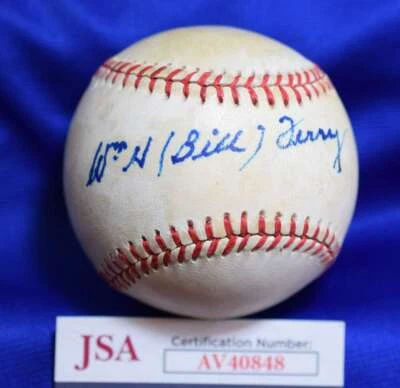 Wm H (Bill) Terry
JSA
Certification Number:
AV40848